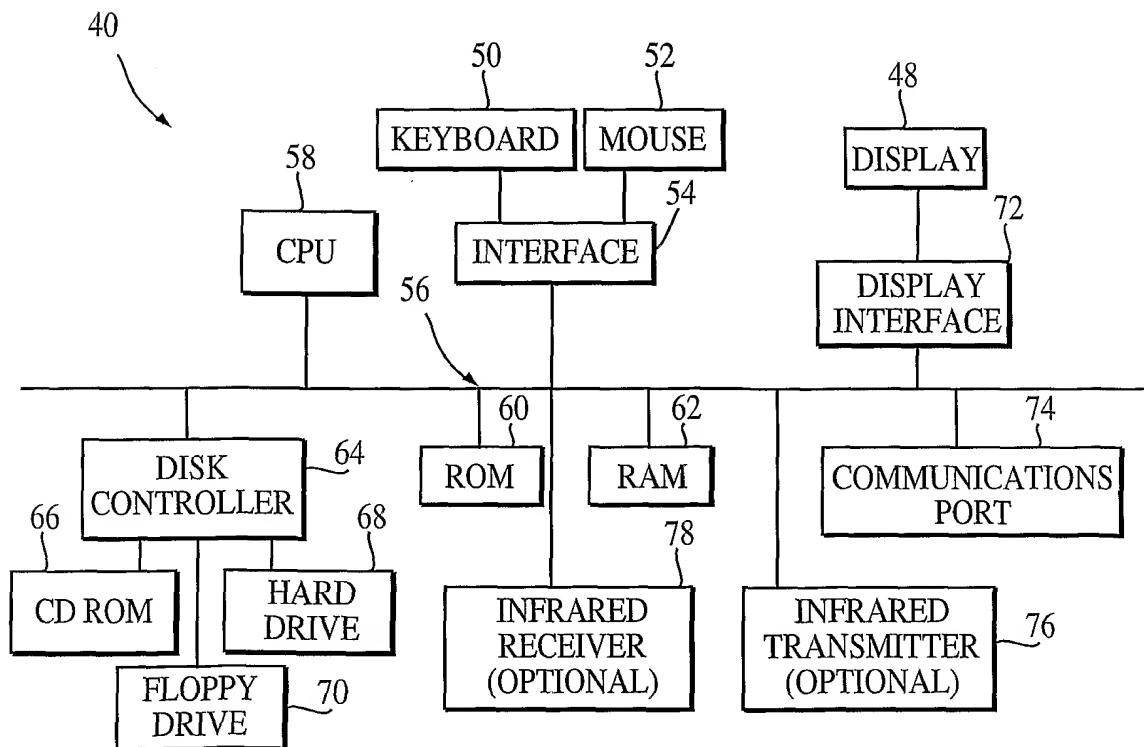 40
50
52
48
KEYBOARD
MOUSE
DISPLAY
58
54
72
CPU
INTERFACE
DISPLAY
INTERFACE
56
60
62
74
DISK
CONTROLLER
64
ROM
RAM
COMMUNICATIONS
PORT
66
68
78
CD ROM
HARD
DRIVE
INFRARED
RECEIVER
(OPTIONAL)
INFRARED
TRANSMITTER
(OPTIONAL)
76
FLOPPY
DRIVE
70